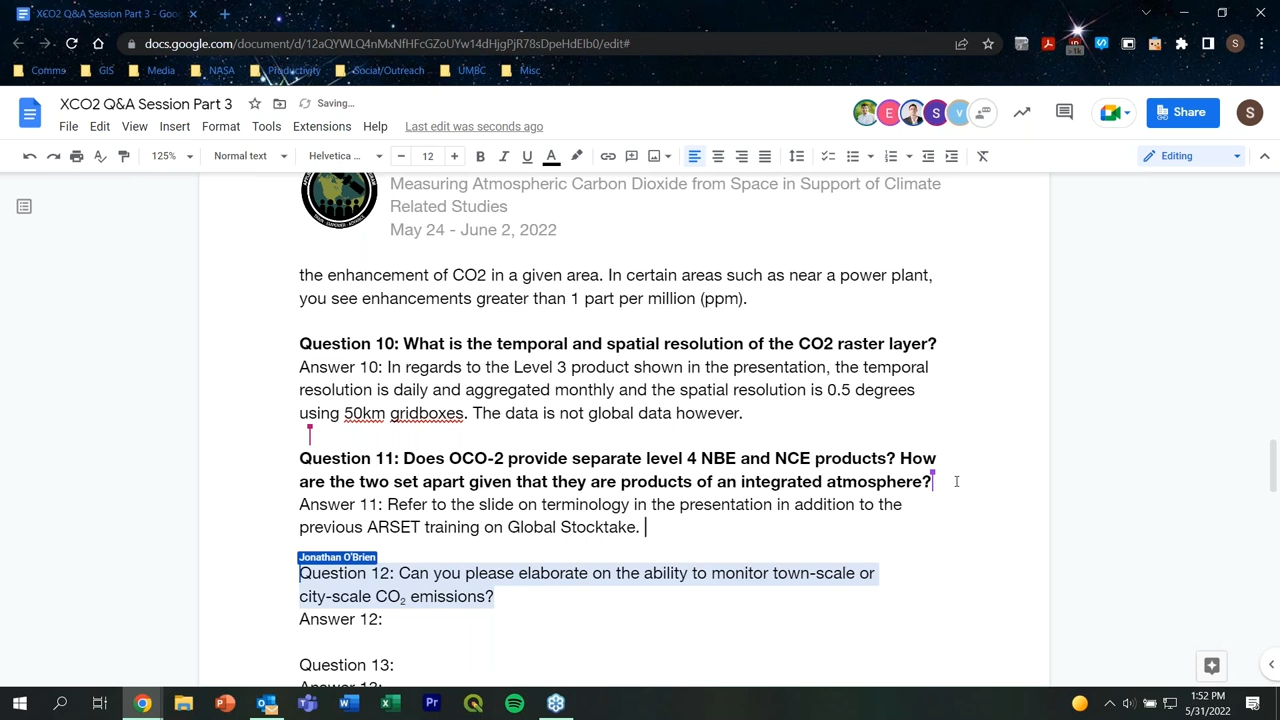 XCO2 Q&A Session Part 3 - Goo
docs.google.com/document/d/12aQYWLQ4nMxNfHFcGZoUYw14dHjgPjR78sDpeHdEIb0/edit#
Comms GIS Media NASA Productivity Social/Outreach UMBC Misc
XCO2 Q&A Session Part 3 Saving...
File Edit View Insert Format Tools Extensions Help Last edit was seconds ago
Share
S
125% Normal text Helvetica ... 12 Editing
Measuring Atmospheric Carbon Dioxide from Space in Support of Climate
Related Studies
May 24 - June 2, 2022
the enhancement of CO2 in a given area. In certain areas such as near a power plant,
you see enhancements greater than 1 part per million (ppm).
Question 10: What is the temporal and spatial resolution of the CO2 raster layer?
Answer 10: In regards to the Level 3 product shown in the presentation, the temporal
resolution is daily and aggregated monthly and the spatial resolution is 0.5 degrees
using 50km gridboxes. The data is not global data however.
Question 11: Does OCO-2 provide separate level 4 NBE and NCE products? How
are the two set apart given that they are products of an integrated atmosphere?
Answer 11: Refer to the slide on terminology in the presentation in addition to the
previous ARSET training on Global Stocktake.
Jonathan O'Brien
Question 12: Can you please elaborate on the ability to monitor town-scale or
city-scale CO₂ emissions?
Answer 12:
Question 13:
Answer 13:
1:52 PM
5/31/2022